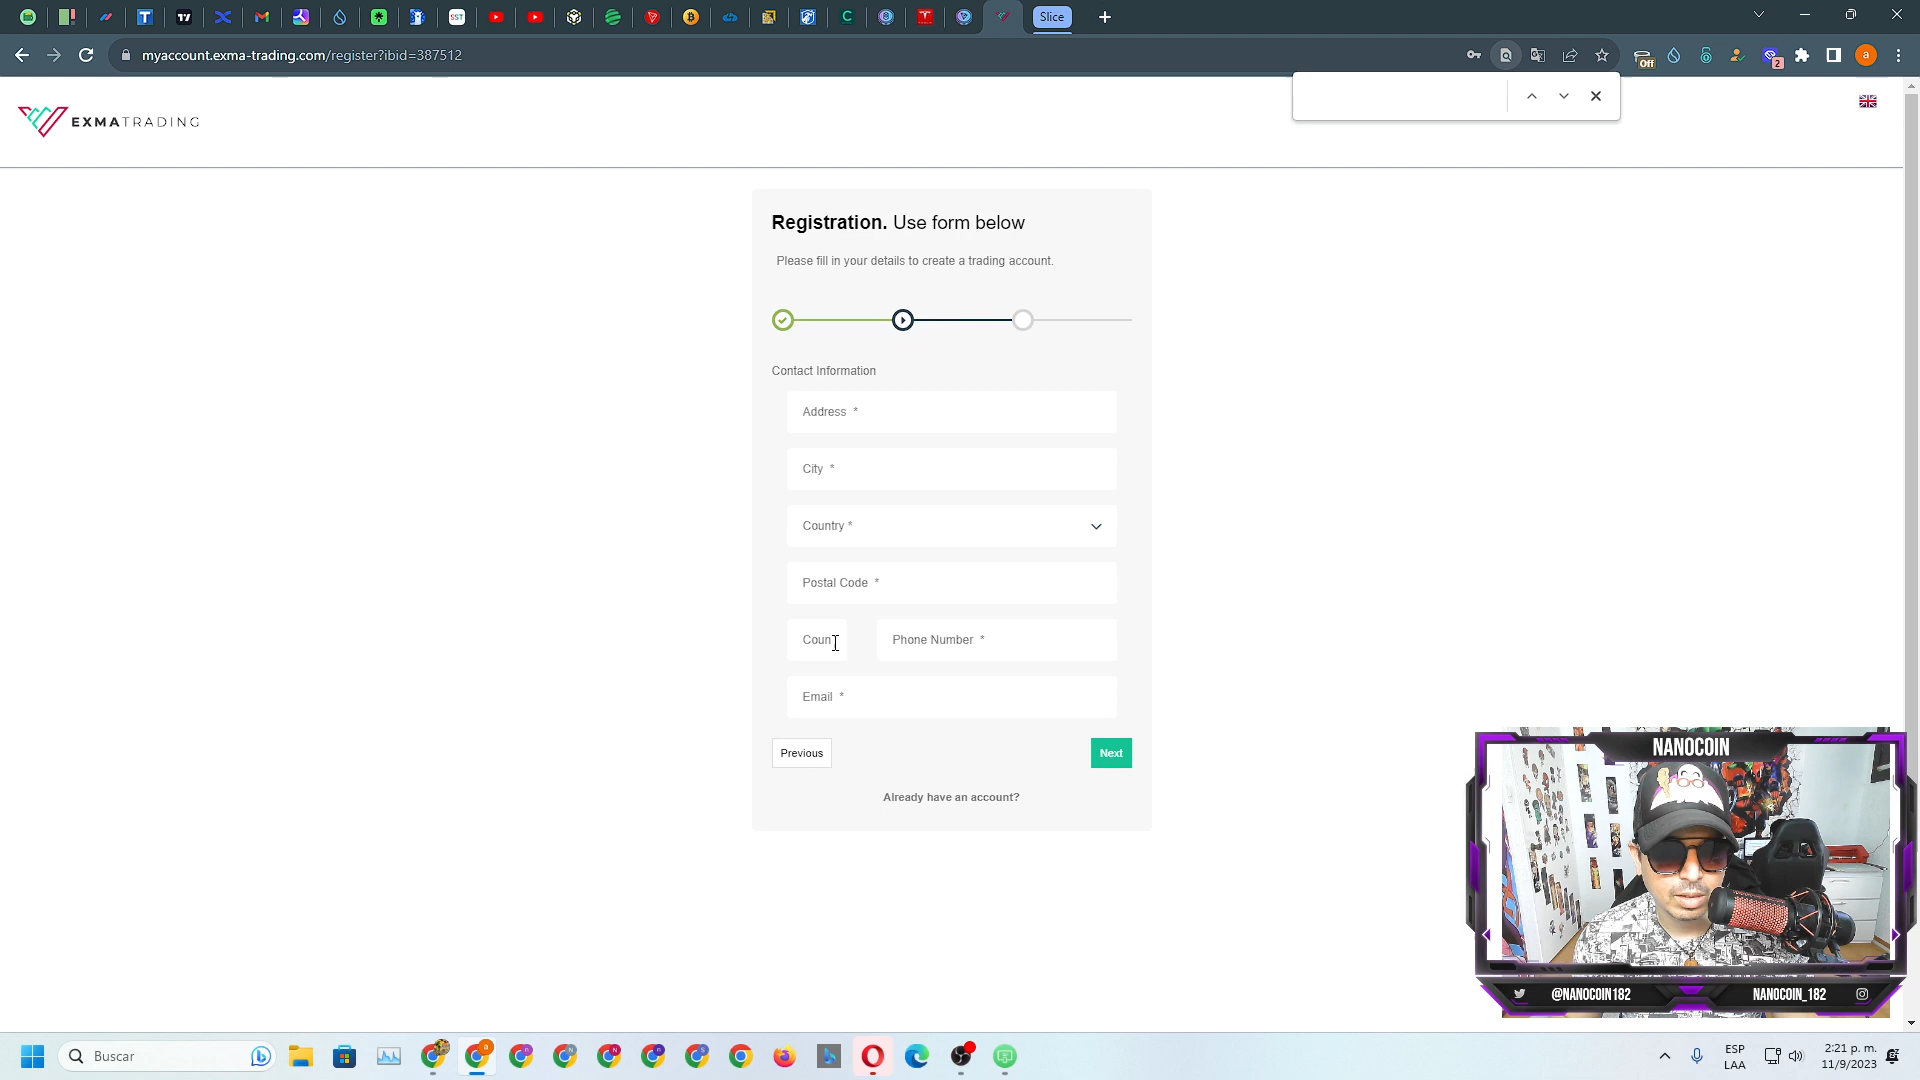 Slice
myaccount.exma-trading.com/register?ibid=387512
Off
a
2
EXMATRADING
Registration. Use form below
Please fill in your details to create a trading account.
Contact Information
Address *
City *
Country *
Postal Code *
Coun
Phone Number *
Email *
Previous
Next
Already have an account?
NANOCOIN
@NANOCOIN182
NANOCOIN_182
Buscar
ESP
LAA
2:21 p. m.
11/9/2023